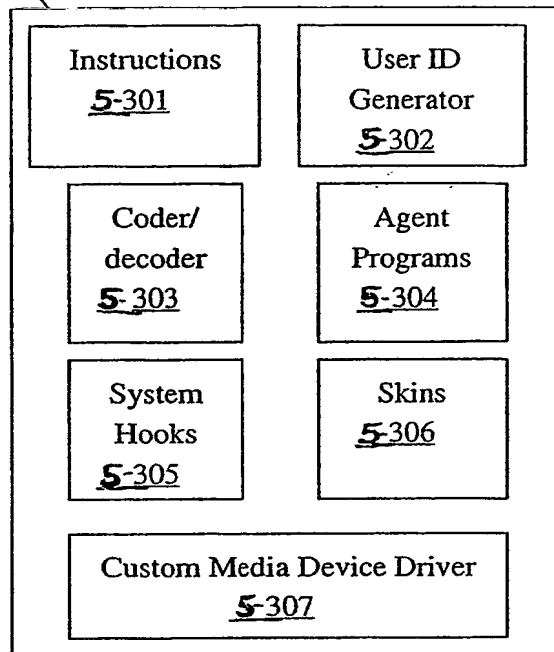 Instructions
5-301
User ID
Generator
5-302
Coder/
decoder
5-303
Agent
Programs
5-304
System
Hooks
5-305
Skins
5-306
Custom Media Device Driver
5-307